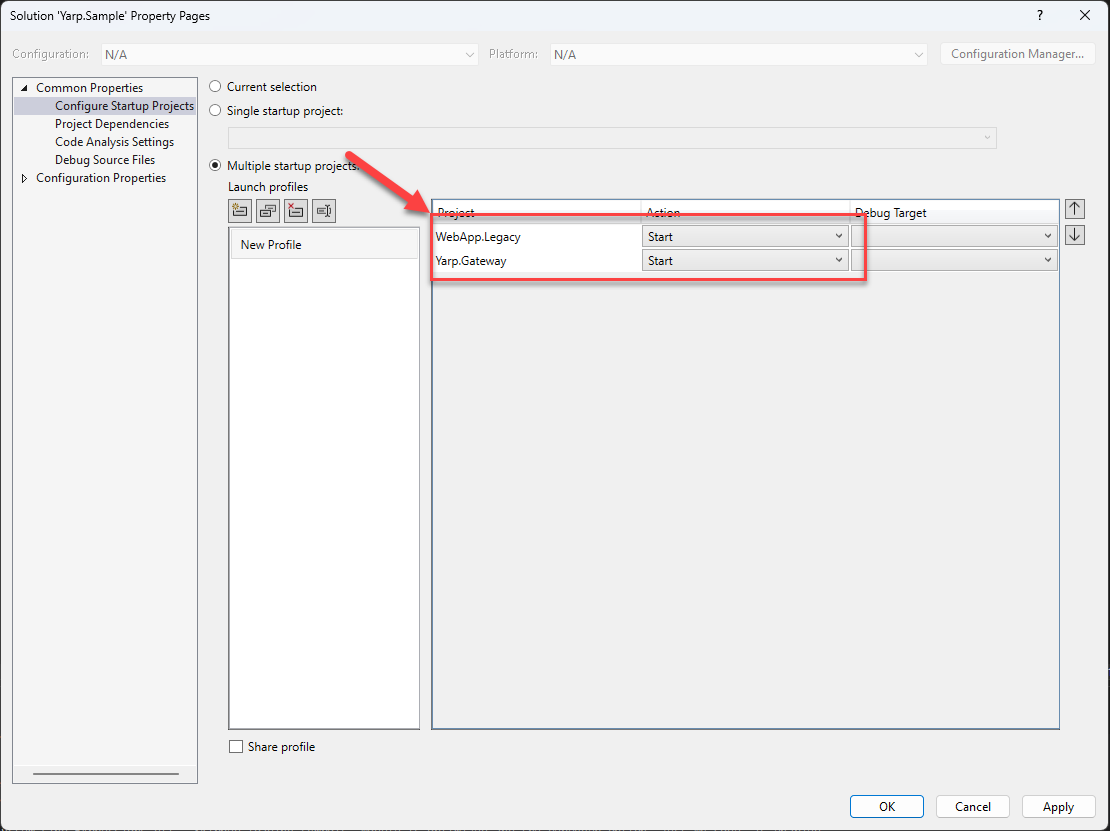 Solution 'Yarp.Sample' Property Pages
?
Configuration: N/A Platform: N/A Configuration Manager...
Common Properties
Configure Startup Projects
Project Dependencies
Code Analysis Settings
Debug Source Files
Configuration Properties
Current selection
Single startup project:
Multiple startup projects:
Launch profiles
New Profile
Project Action Debug Target
WebApp.Legacy Start
Yarp.Gateway Start
Share profile
OK Cancel Apply